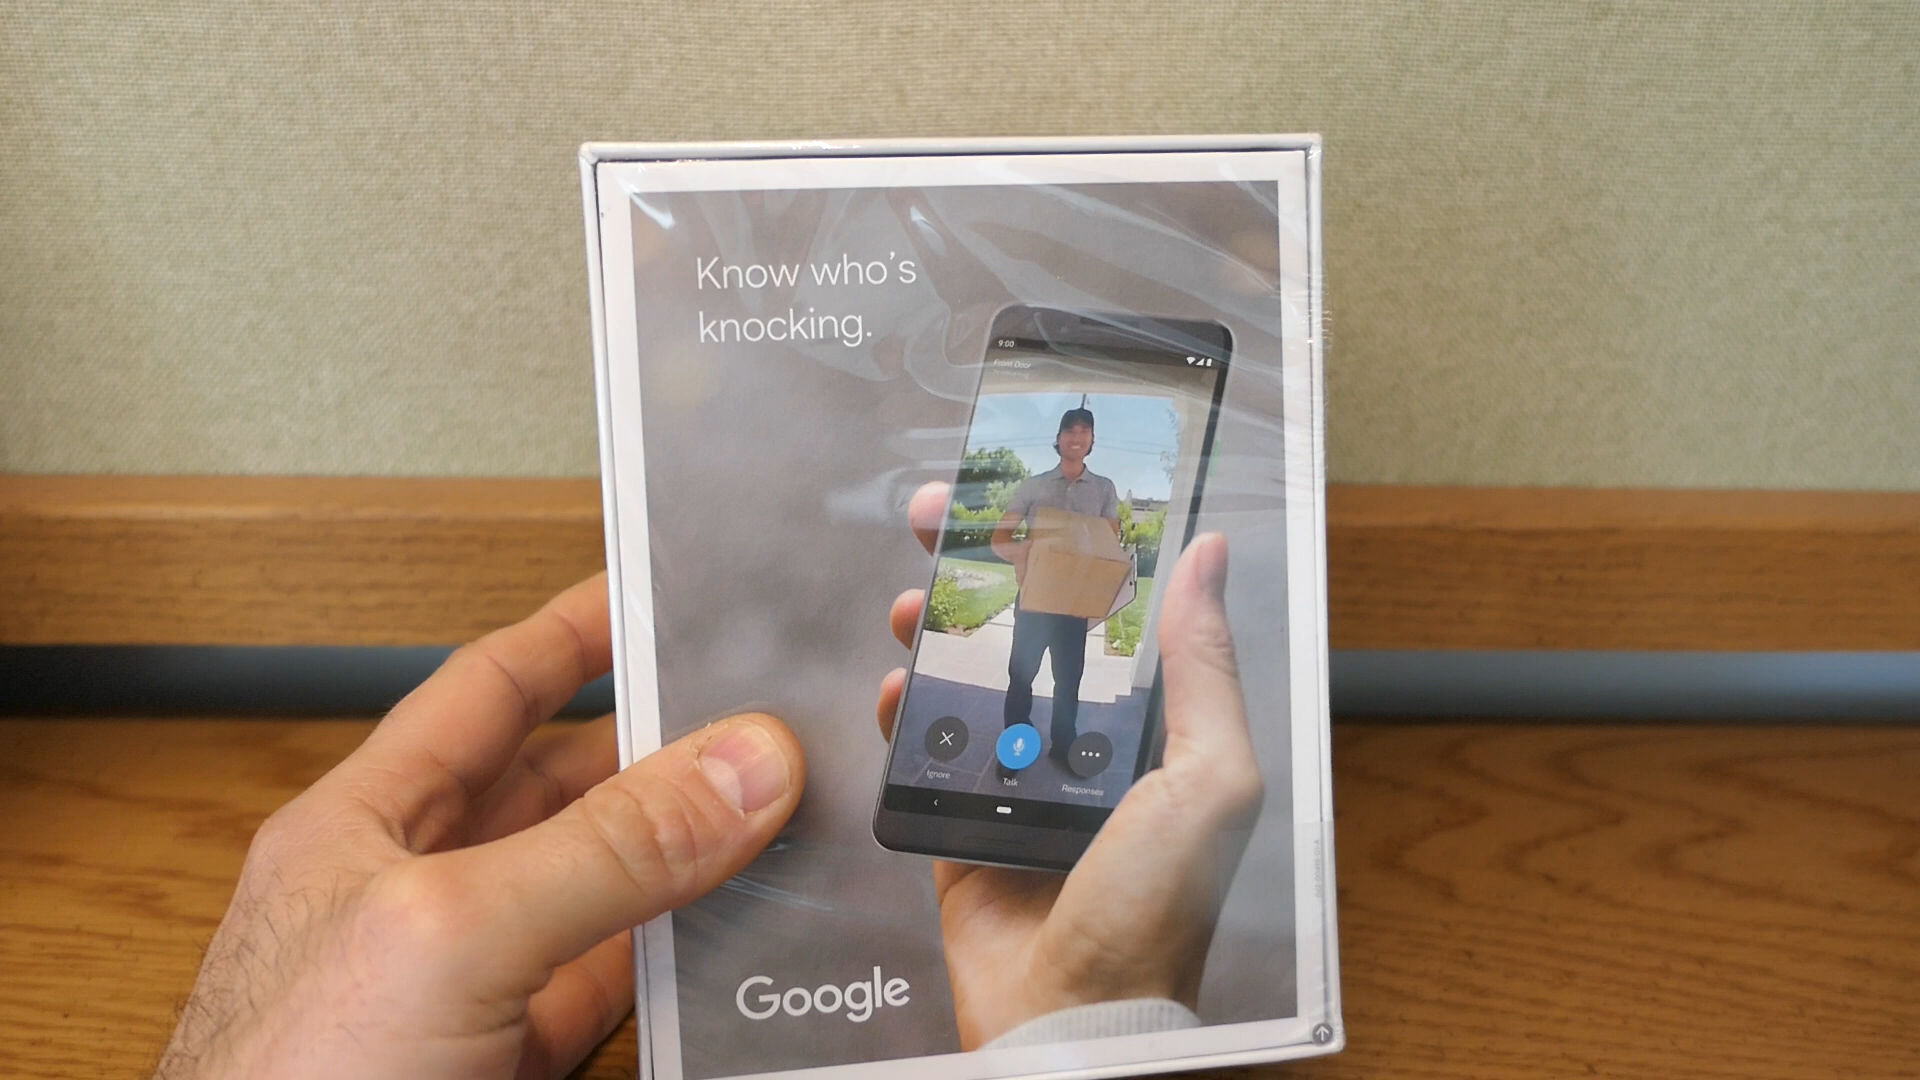 Know who's
knocking.
9:00
Front Door
Ignore
Talk
Responses
Google